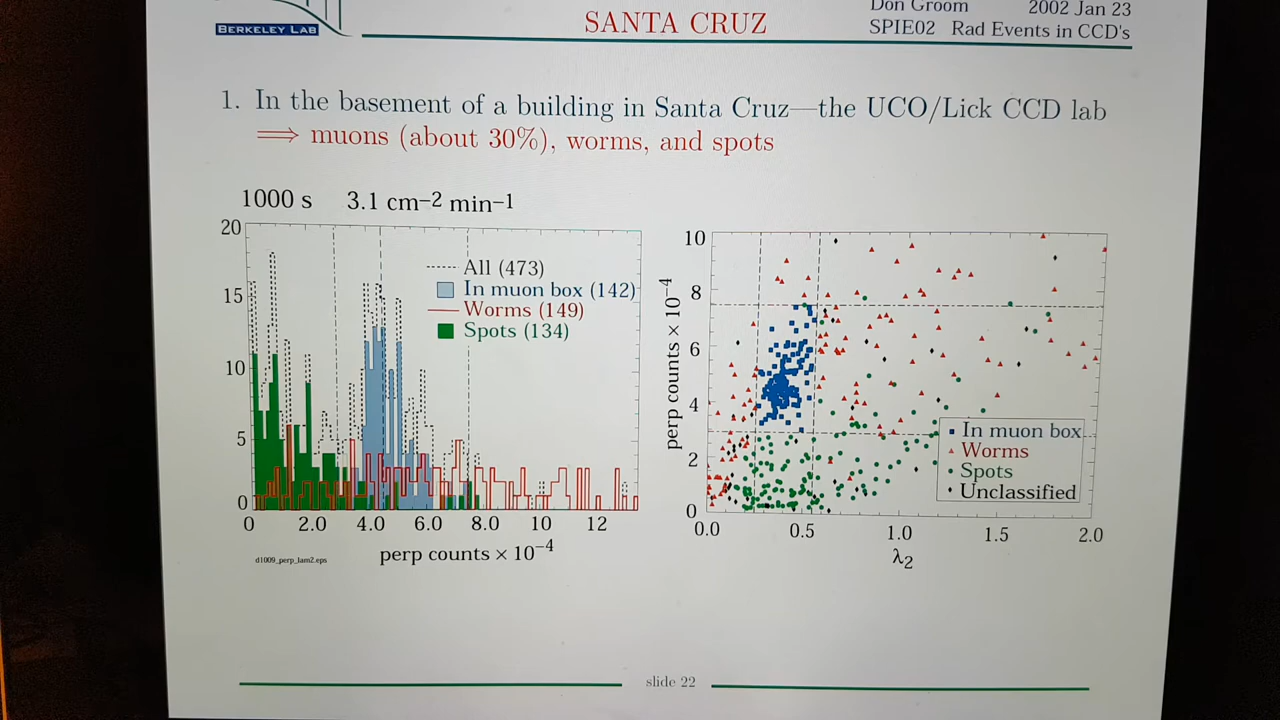 Don Groom 2002 Jan 23
BERKELEY LAB
SANTA CRUZ
SPIE02 Rad Events in CCD's
1. In the basement of a building in Santa Cruz—the UCO/Lick CCD lab
⟹ muons (about 30%), worms, and spots
1000 s 3.1 cm−2 min−1
20
15
10
5
0
All (473)
In muon box (142)
Worms (149)
Spots (134)
0 2.0 4.0 6.0 8.0 10 12
perp counts × 10−4
d1009_perp_lam2.eps
10
8
6
4
2
0
perp counts × 10−4
In muon box
Worms
Spots
Unclassified
0.0 0.5 1.0 1.5 2.0
λ2
slide 22